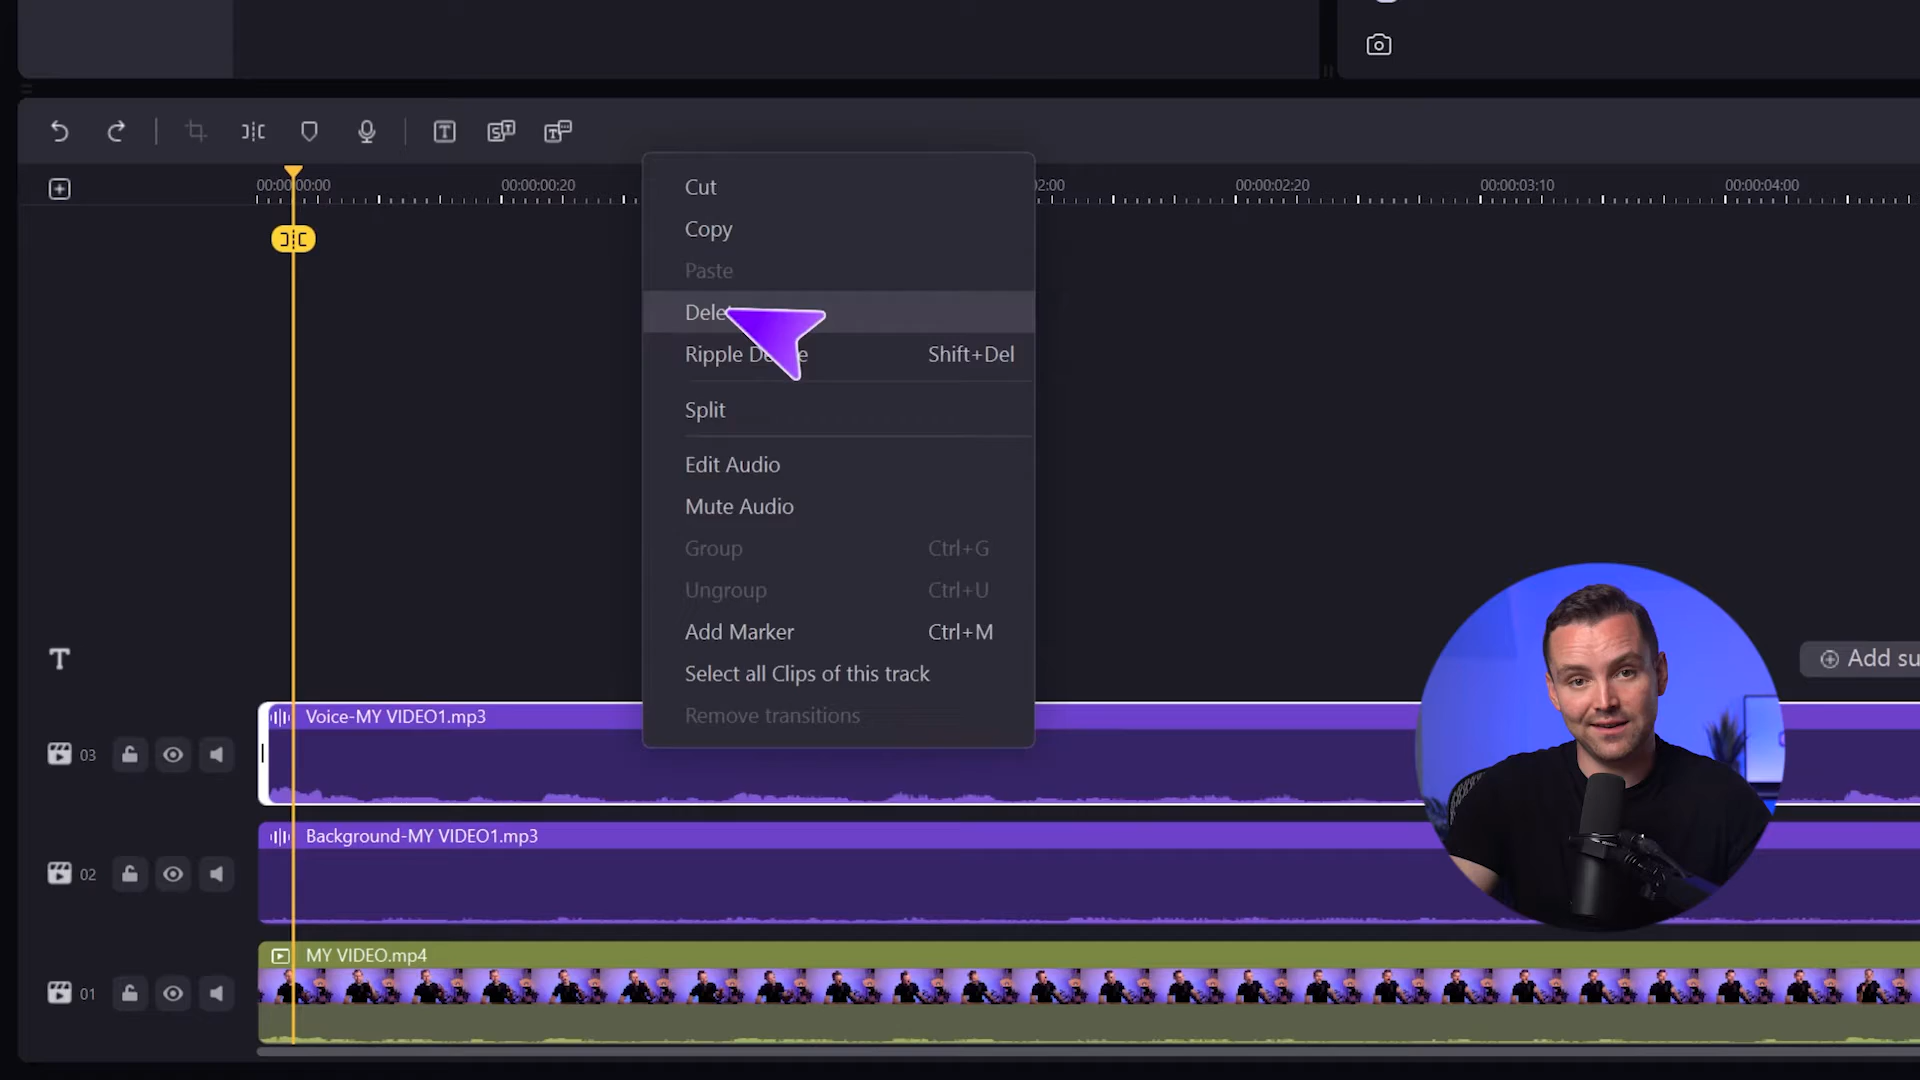 00:00:00:00
00:00:00:20
02:00
00:00:02:20
00:00:03:10
00:00:04:00
Cut
Copy
Paste
Ripple Shift+Del
Split
Edit Audio
Mute Audio
Group Ctrl+G
Ungroup Ctrl+U
Add Marker Ctrl+M
Select all Clips of this track
Remove transitions
T
Add su
Voice-MY VIDEO1.mp3
03
Background-MY VIDEO1.mp3
02
MY VIDEO.mp4
01